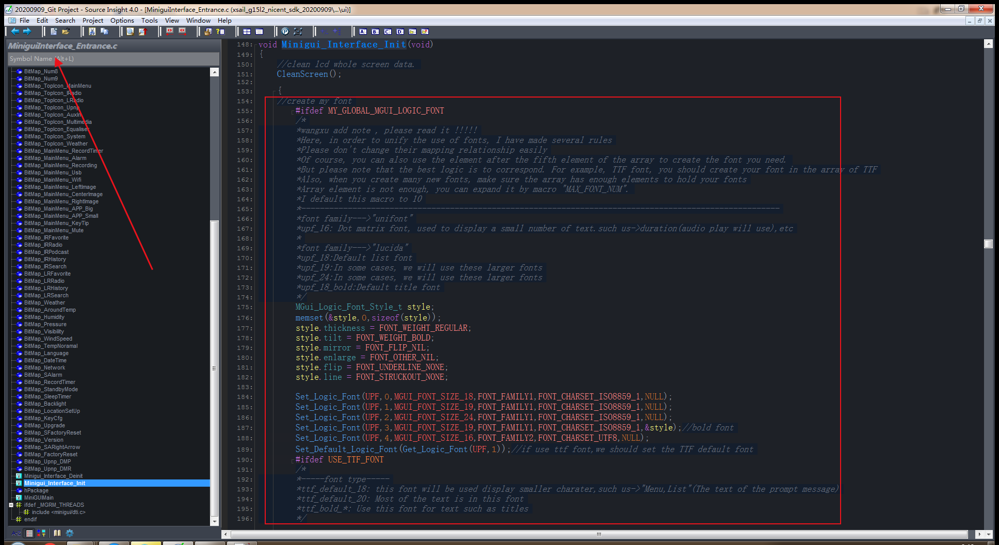 20200909_Git Project - Source Insight 4.0 - [MiniguiInterface_Entrance.c (xsail_g15l2_nicent_sdk_20200909\...\ui)]
File Edit Search Project Options Tools View Window Help
MiniguiInterface_Entrance.c
Symbol Name (Alt+L)
BitMap_Num8
BitMap_Num9
BitMap_TopIcon_MainMenu
BitMap_TopIcon_IRadio
BitMap_TopIcon_LRadio
BitMap_TopIcon_Upnp
BitMap_TopIcon_AuxIn
BitMap_TopIcon_Multimedia
BitMap_TopIcon_Equaliser
BitMap_TopIcon_System
BitMap_TopIcon_Weather
BitMap_MainMenu_RecordTimer
BitMap_MainMenu_Alarm
BitMap_MainMenu_Recording
BitMap_MainMenu_Usb
BitMap_MainMenu_Wifi
BitMap_MainMenu_LeftImage
BitMap_MainMenu_CenterImage
BitMap_MainMenu_RightImage
BitMap_MainMenu_APP_Big
BitMap_MainMenu_APP_Small
BitMap_MainMenu_KeyTip
BitMap_MainMenu_Mute
BitMap_IRFavorite
BitMap_IRRadio
BitMap_IRPodcast
BitMap_IRHistory
BitMap_IRSearch
BitMap_LRFavorite
BitMap_LRRadio
BitMap_LRHistory
BitMap_LRSearch
BitMap_Weather
BitMap_AroundTemp
BitMap_Humidity
BitMap_Pressure
BitMap_Visibility
BitMap_WindSpeed
BitMap_TempNoramal
BitMap_Language
BitMap_DateTime
BitMap_Network
BitMap_SAlarm
BitMap_RecordTimer
BitMap_StandbyMode
BitMap_SleepTimer
BitMap_Backlight
BitMap_LocationSetUp
BitMap_KeyCfg
BitMap_Upgrade
BitMap_SFactoryReset
BitMap_Version
BitMap_SARightArrow
BitMap_FactoryReset
BitMap_Upnp_DMP
BitMap_Upnp_DMR
Minigui_Interface_Deinit
Minigui_Interface_Init
hPackage
MiniGUIMain
ifdef _MGRM_THREADS
include <minigui/dti.c>
endif
148: void Minigui_Interface_Init(void)
149: {
150: //clean lcd whole screen data.
151: CleanScreen();
152:
153: {
154: //create my font
155: #ifdef MY_GLOBAL_MGUI_LOGIC_FONT
156: /*
157: *wangxu add note , please read it !!!!!
158: *Here, in order to unify the use of fonts, I have made several rules
159: *Please don't change their mapping relationship easily
160: *Of course, you can also use the element after the fifth element of the array to create the font you need.
161: *But please note that the best logic is to correspond. For example, TTF font, you should create your font in the array of TTF
162: *Also, when you create many new fonts, make sure the array has enough elements to hold your fonts
163: *Array element is not enough, you can expand it by macro "MAX_FONT_NUM".
164: *I default this macro to 10
165: *-------------------------------------------------------------------------------------------------------
166: *font family--->"unifont"
167: *upf_16: Dot matrix font, used to display a small number of text.such us->duration(audio play will use),etc
168: *
169: *font family--->"lucida"
170: *upf_18:Default list font
171: *upf_19:In some cases, we will use these larger fonts
172: *upf_24:In some cases, we will use these larger fonts
173: *upf_18_bold:Default title font
174: */
175: MGui_Logic_Font_Style_t style;
176: memset(&style,0,sizeof(style));
177: style.thickness = FONT_WEIGHT_REGULAR;
178: style.tilt = FONT_WEIGHT_BOLD;
179: style.mirror = FONT_FLIP_NIL;
180: style.enlarge = FONT_OTHER_NIL;
181: style.flip = FONT_UNDERLINE_NONE;
182: style.line = FONT_STRUCKOUT_NONE;
183:
184: Set_Logic_Font(UPF,0,MGUI_FONT_SIZE_18,FONT_FAMILY1,FONT_CHARSET_ISO8859_1,NULL);
185: Set_Logic_Font(UPF,1,MGUI_FONT_SIZE_19,FONT_FAMILY1,FONT_CHARSET_ISO8859_1,NULL);
186: Set_Logic_Font(UPF,2,MGUI_FONT_SIZE_24,FONT_FAMILY1,FONT_CHARSET_ISO8859_1,NULL);
187: Set_Logic_Font(UPF,3,MGUI_FONT_SIZE_19,FONT_FAMILY1,FONT_CHARSET_ISO8859_1,&style);//bold font
188: Set_Logic_Font(UPF,4,MGUI_FONT_SIZE_16,FONT_FAMILY2,FONT_CHARSET_UTF8,NULL);
189: Set_Default_Logic_Font(Get_Logic_Font(UPF,1));//if use ttf font,we should set the TTF default font
190: #ifdef USE_TTF_FONT
191: /*
192: *-----font type-----
193: *ttf_default_18: this font will be used display smaller charater,such us->"Menu,List"(The text of the prompt message)
194: *ttf_default_20: Most of the text is in this font
195: *ttf_bold_*: Use this font for text such as titles
196: */